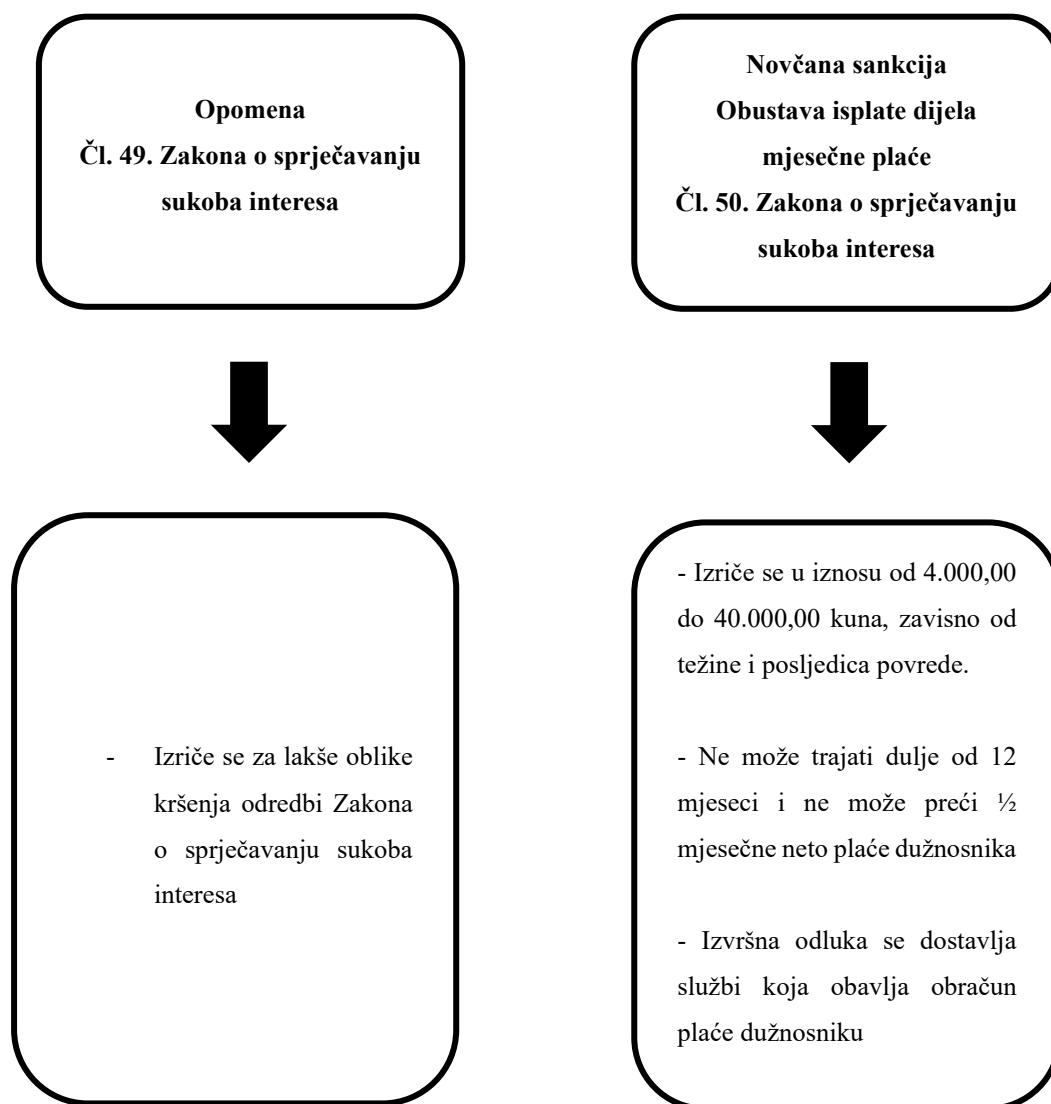 Opomena
Čl. 49. Zakona o sprječavanju
sukoba interesa
Novčana sankcija
Obustava isplate dijela
mjesečne plaće
Čl. 50. Zakona o sprječavanju
sukoba interesa
- Izriče se za lakše oblike
kršenja odredbi Zakona
o sprječavanju sukoba
interesa
- Izriče se u iznosu od 4.000,00
do 40.000,00 kuna, zavisno od
težine i posljedica povrede.
- Ne može trajati dulje od 12
mjeseci i ne može preći ½
mjesečne neto plaće dužnosnika
- Izvršna odluka se dostavlja
službi koja obavlja obračun
plaće dužnosniku